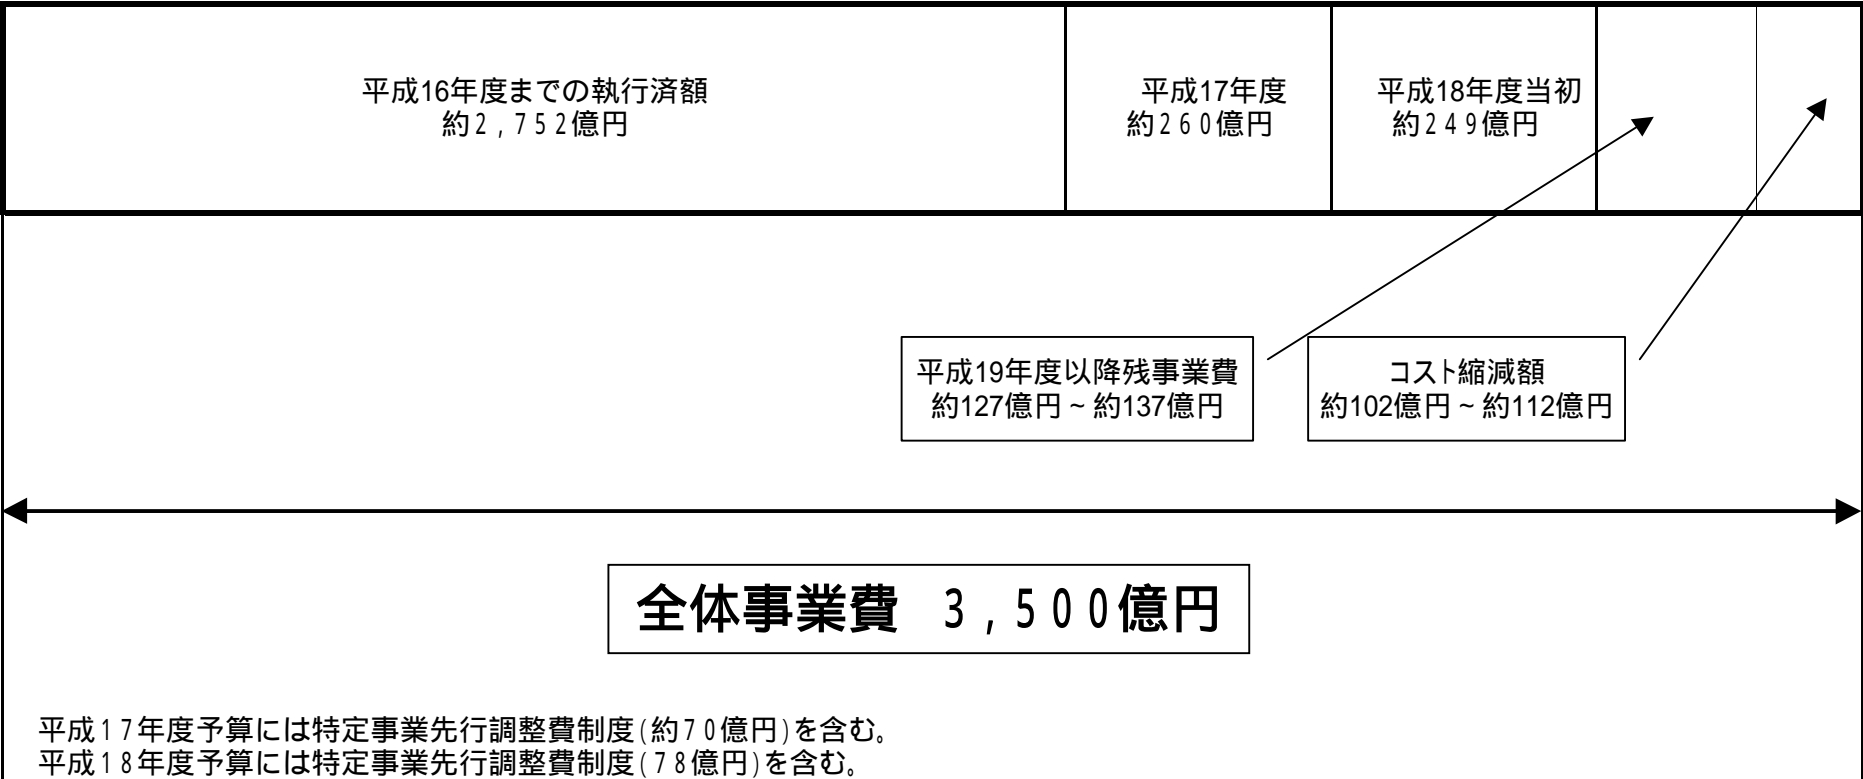 平成16年度までの執行済額
約２，７５２億円
平成17年度
約２６０億円
平成18年度当初
約２４９億円
平成19年度以降残事業費
約127億円 ~ 約137億円
コスト縮減額
約102億円 ~ 約112億円
全体事業費　３，５００億円
平成１７年度予算には特定事業先行調整費制度（約７０億円）を含む。
平成１８年度予算には特定事業先行調整費制度（７８億円）を含む。